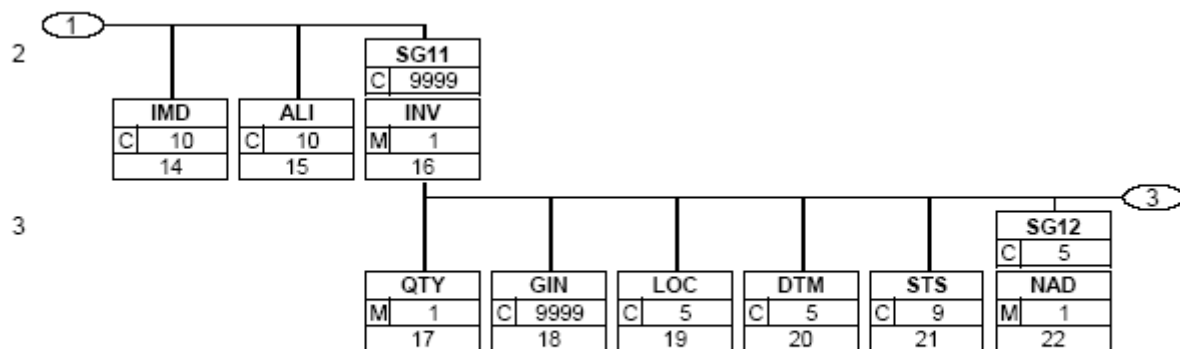 1
2
SG11
C 9999
IMD ALI INV
C 10 C 10 M 1
14 15 16
3
3
SG12
C 5
QTY GIN LOC DTM STS NAD
M 1 C 9999 C 5 C 5 C 9 M 1
17 18 19 20 21 22